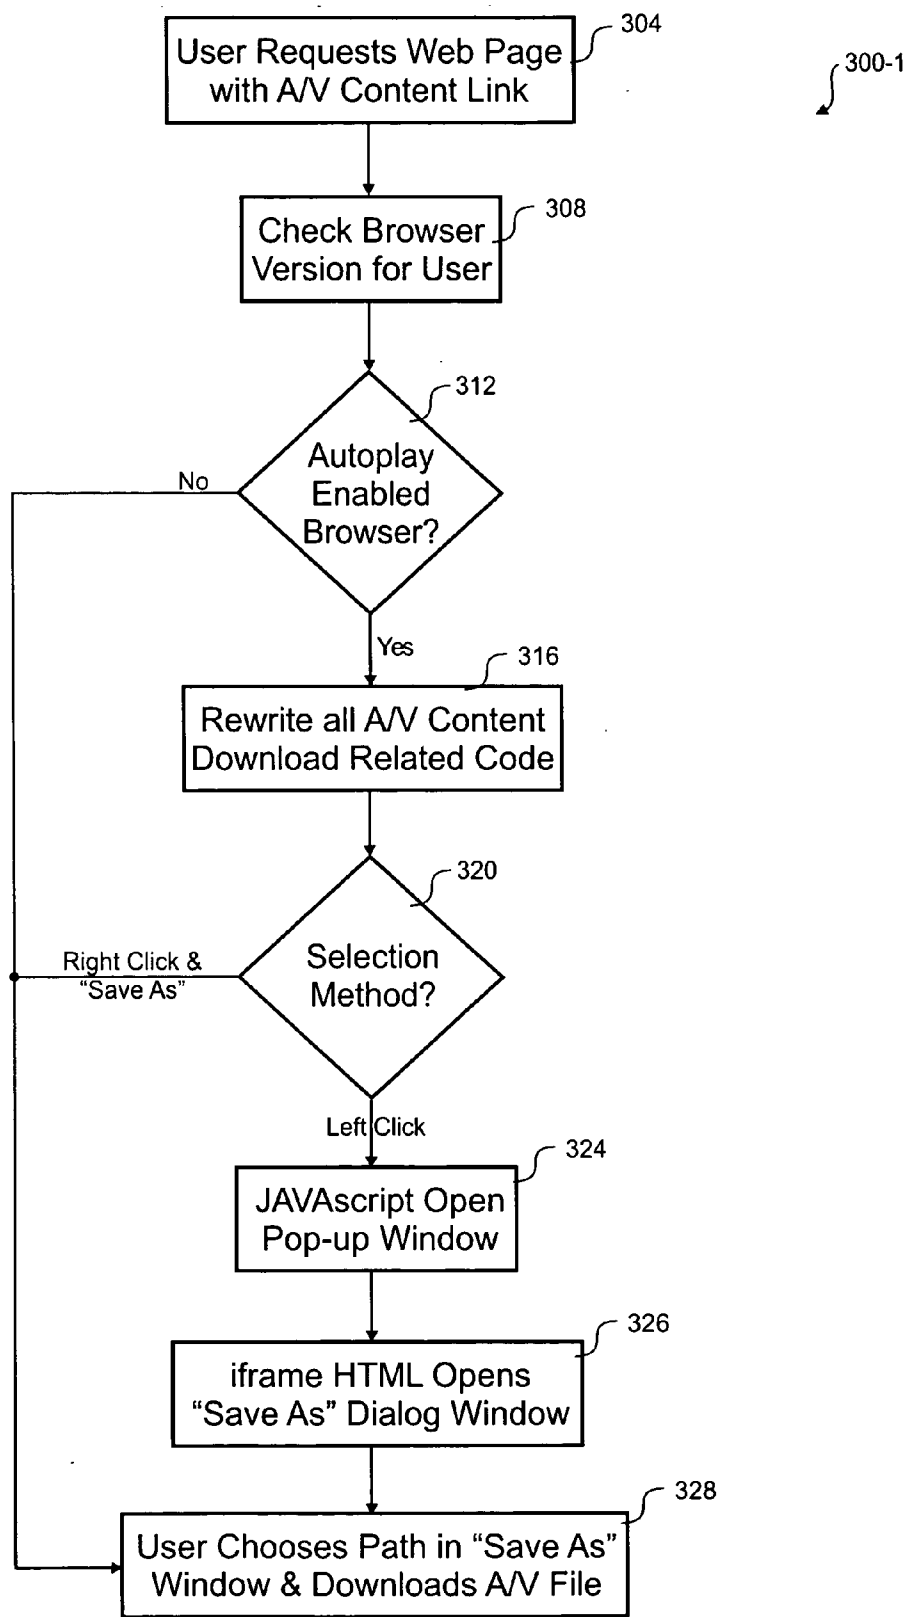 User Requests Web Page
with A/V Content Link
304
300-1
Check Browser
Version for User
308
312
Autoplay
Enabled
Browser?
No
Yes
316
Rewrite all A/V Content
Download Related Code
320
Selection
Method?
Right Click &
“Save As”
Left Click
324
JAVAscript Open
Pop-up Window
326
iframe HTML Opens
“Save As” Dialog Window
328
User Chooses Path in “Save As”
Window & Downloads A/V File